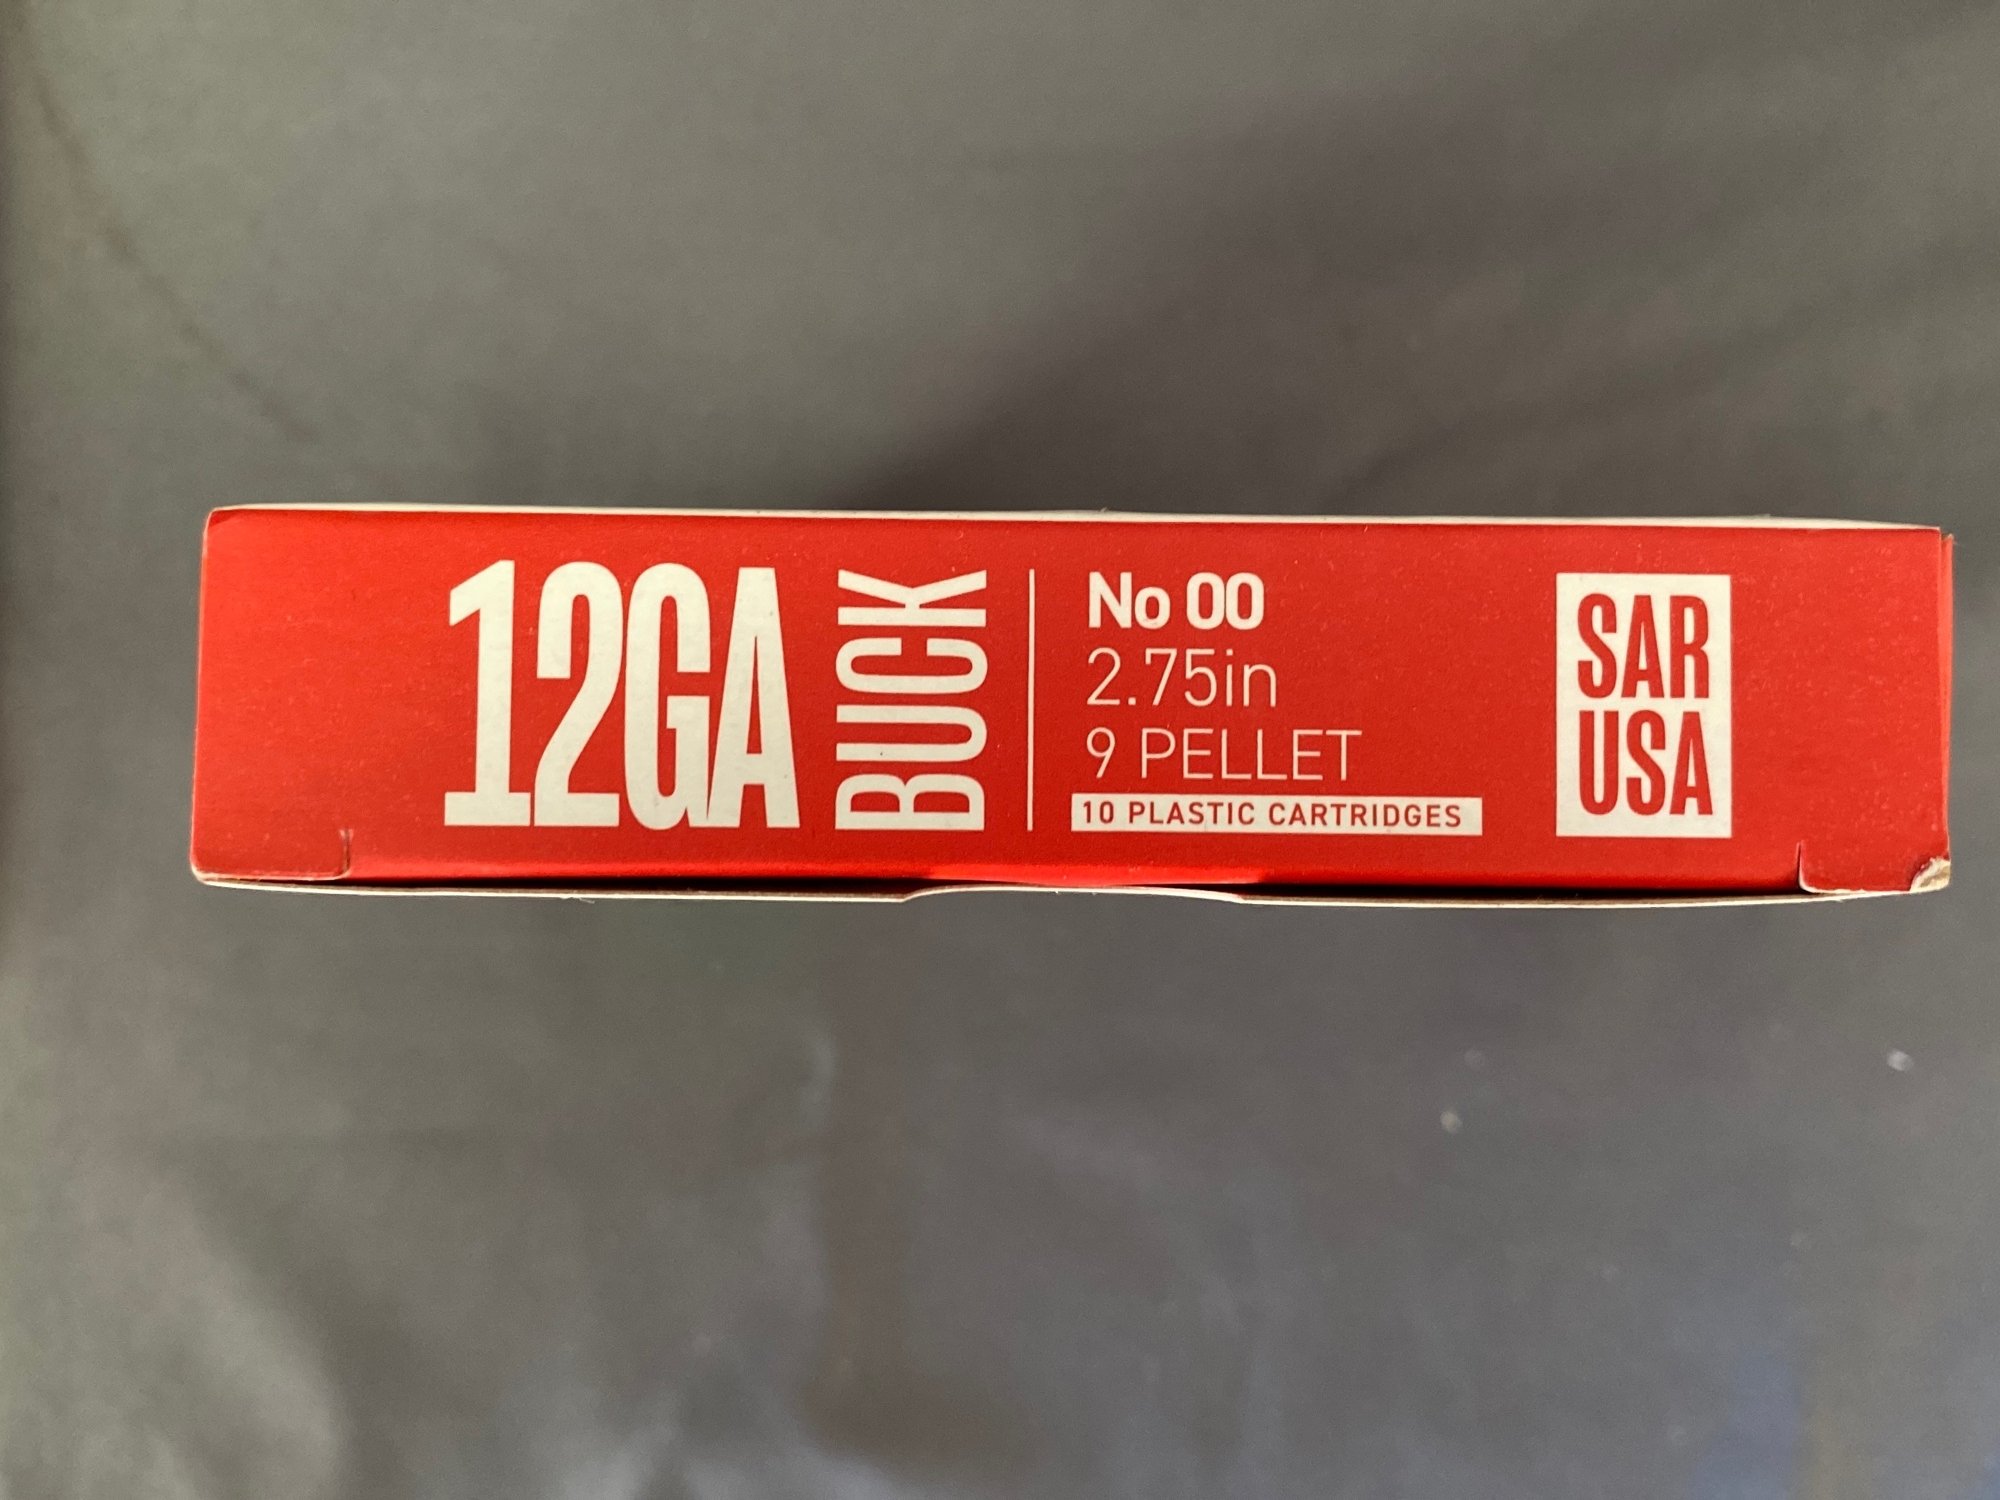 12GA
BUCK
No 00
2.75in
9 PELLET
10 PLASTIC CARTRIDGES
SAR
USA